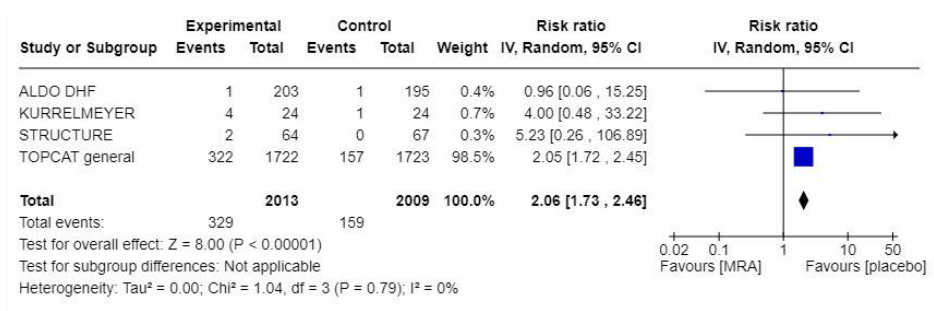 Experimental Control Risk ratio Risk ratio
Study or Subgroup Events Total Events Total Weight IV, Random, 95% CI IV, Random, 95% CI
ALDO DHF 1 203 1 195 0.4% 0.96 [0.06 , 15.25]
KURRELMEYER 4 24 1 24 0.7% 4.00 [0.48 , 33.22]
STRUCTURE 2 64 0 67 0.3% 5.23 [0.26 , 106.89]
TOPCAT general 322 1722 157 1723 98.5% 2.05 [1.72 , 2.45]
Total 2013 2009 100.0% 2.06 [1.73 , 2.46]
Total events: 329 159
Test for overall effect: Z = 8.00 (P < 0.00001)
Test for subgroup differences: Not applicable
Heterogeneity: Tau² = 0.00; Chi² = 1.04, df = 3 (P = 0.79); I² = 0%
0.02 0.1 1 10 50
Favours [MRA] Favours [placebo]